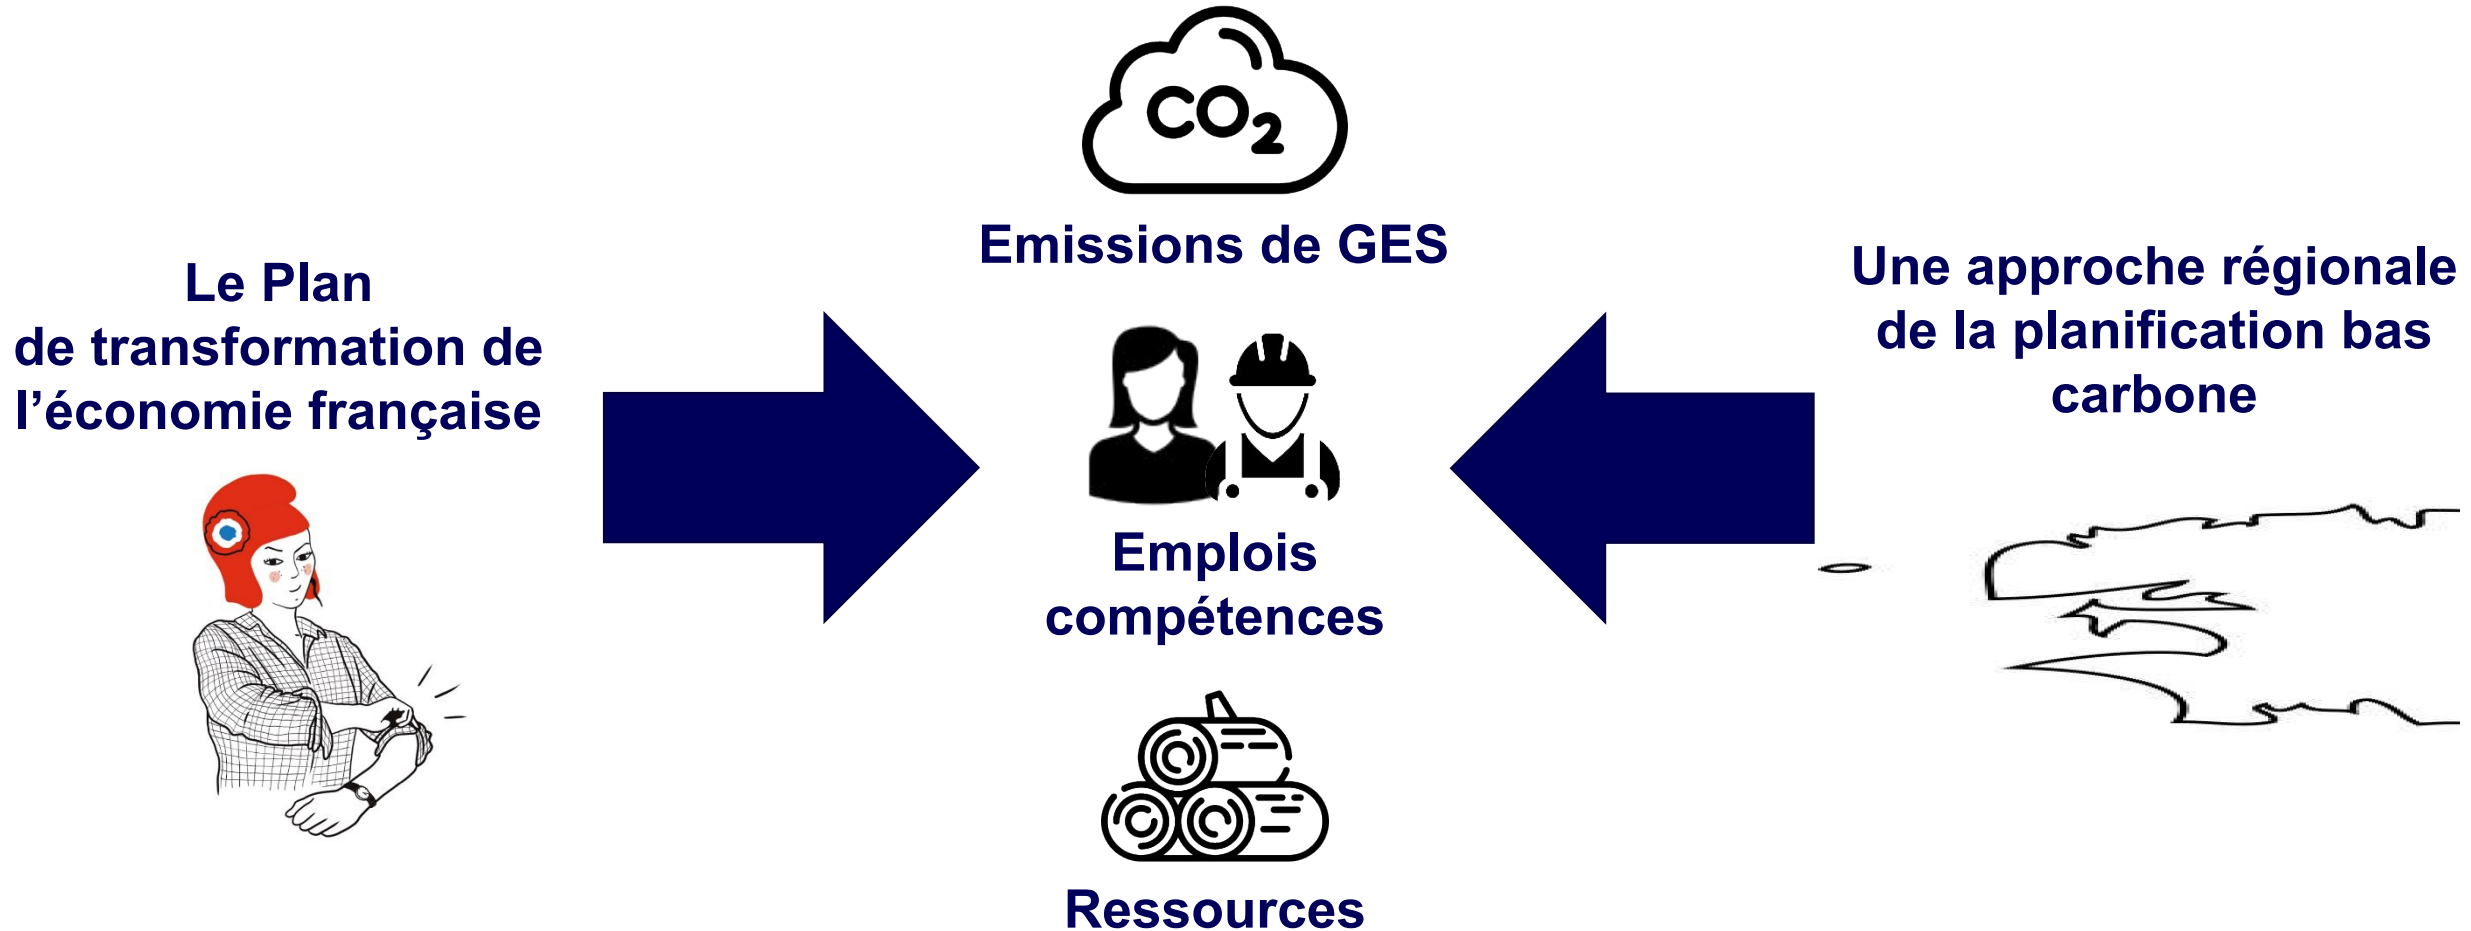 CO2
Emissions de GES
Le Plan
de transformation de
l’économie française
Emplois
compétences
Ressources
Une approche régionale
de la planification bas
carbone